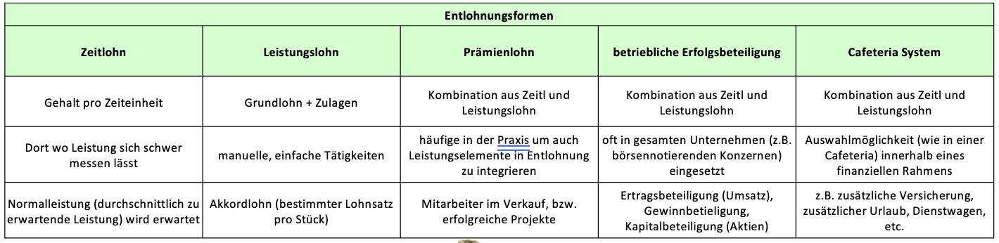 Entlohnungsformen
Zeitlohn
Leistungslohn
Prämienlohn
betriebliche Erfolgsbeteiligung
Cafeteria System
Gehalt pro Zeiteinheit
Grundlohn + Zulagen
Kombination aus Zeitl und
Leistungslohn
Kombination aus Zeitl und
Leistungslohn
Kombination aus Zeitl und
Leistungslohn
Dort wo Leistung sich schwer
messen lässt
manuelle, einfache Tätigkeiten
häufige in der Praxis um auch
Leistungselemente in Entlohnung
zu integrieren
oft in gesamten Unternehmen (z.B.
börsennotierenden Konzernen)
eingesetzt
Auswahlmöglichkeit (wie in einer
Cafeteria) innerhalb eines
finanziellen Rahmens
Normalleistung (durchschnittlich zu
erwartende Leistung) wird erwartet
Akkordlohn (bestimmter Lohnsatz
pro Stück)
Mitarbeiter im Verkauf, bzw.
erfolgreiche Projekte
Ertragsbeteiligung (Umsatz),
Gewinnbetieligung,
Kapitalbeteiligung (Aktien)
z.B. zusätzliche Versicherung,
zusätzlicher Urlaub, Dienstwagen,
etc.